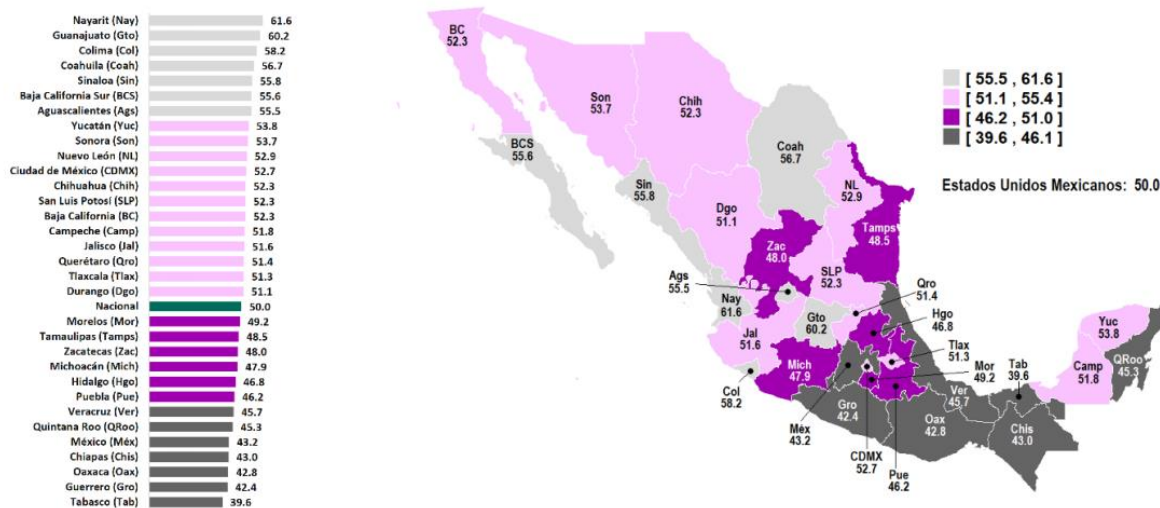 Nayarit (Nay) 61.6
Guanajuato (Gto) 60.2
Colima (Col) 58.2
Coahuila (Coah) 56.7
Sinaloa (Sin) 55.8
Baja California Sur (BCS) 55.6
Aguascalientes (Ags) 55.5
Yucatán (Yuc) 53.8
Sonora (Son) 53.7
Nuevo León (NL) 52.9
Ciudad de México (CDMX) 52.7
Chihuahua (Chih) 52.3
San Luis Potosí (SLP) 52.3
Baja California (BC) 52.3
Campeche (Camp) 51.8
Jalisco (Jal) 51.6
Querétaro (Qro) 51.4
Tlaxcala (Tlax) 51.3
Durango (Dgo) 51.1
Nacional 50.0
Morelos (Mor) 49.2
Tamaulipas (Tamps) 48.5
Zacatecas (Zac) 48.0
Michoacán (Mich) 47.9
Hidalgo (Hgo) 46.8
Puebla (Pue) 46.2
Veracruz (Ver) 45.7
Quintana Roo (QRoo) 45.3
México (Méx) 43.2
Chiapas (Chis) 43.0
Oaxaca (Oax) 42.8
Guerrero (Gro) 42.4
Tabasco (Tab) 39.6
BC
52.3
Son
53.7
Chih
52.3
BCS
55.6
Coah
56.7
Sin
55.8
NL
52.9
Dgo
51.1
Tamps
48.5
Zac
48.0
SLP
52.3
Ags
55.5
Qro
51.4
Nay
61.6
Gto
60.2
Hgo
46.8
Jal
51.6
Yuc
53.8
Tlax
51.3
Mich
47.9
Mor
49.2
Tab
39.6
Camp
51.8
QRoo
45.3
Col
58.2
Ver
45.7
Gro
42.4
Oax
42.8
Chis
43.0
Méx
43.2
CDMX
52.7
Pue
46.2
[ 55.5 , 61.6 ]
[ 51.1 , 55.4 ]
[ 46.2 , 51.0 ]
[ 39.6 , 46.1 ]
Estados Unidos Mexicanos: 50.0